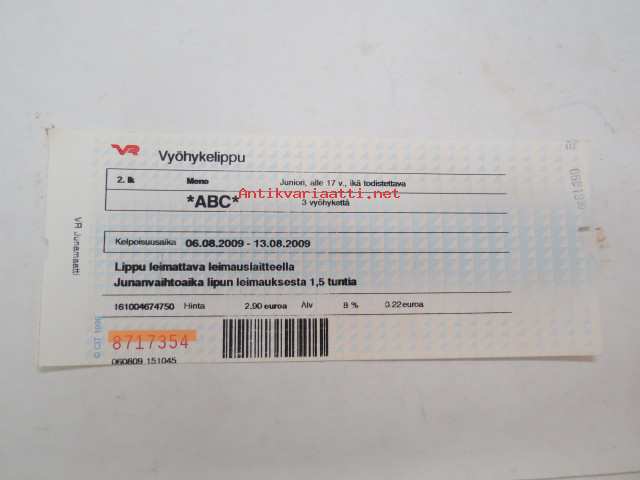 VR Vyöhykelippu
2. lk Meno Juniori, alle 17 v., ikä todistettava
*ABC* 3 vyöhykettä
Antikvariaatti.net
Kelpoisuusaika 06.08.2009 - 13.08.2009
Lippu leimattava leimauslaitteella
Junanvaihtoaika lipun leimauksesta 1,5 tuntia
161004674750 Hinta 2.90 euroa Alv 8 % 0.22 euroa
8717354
060809 151045
VR Junamaatti